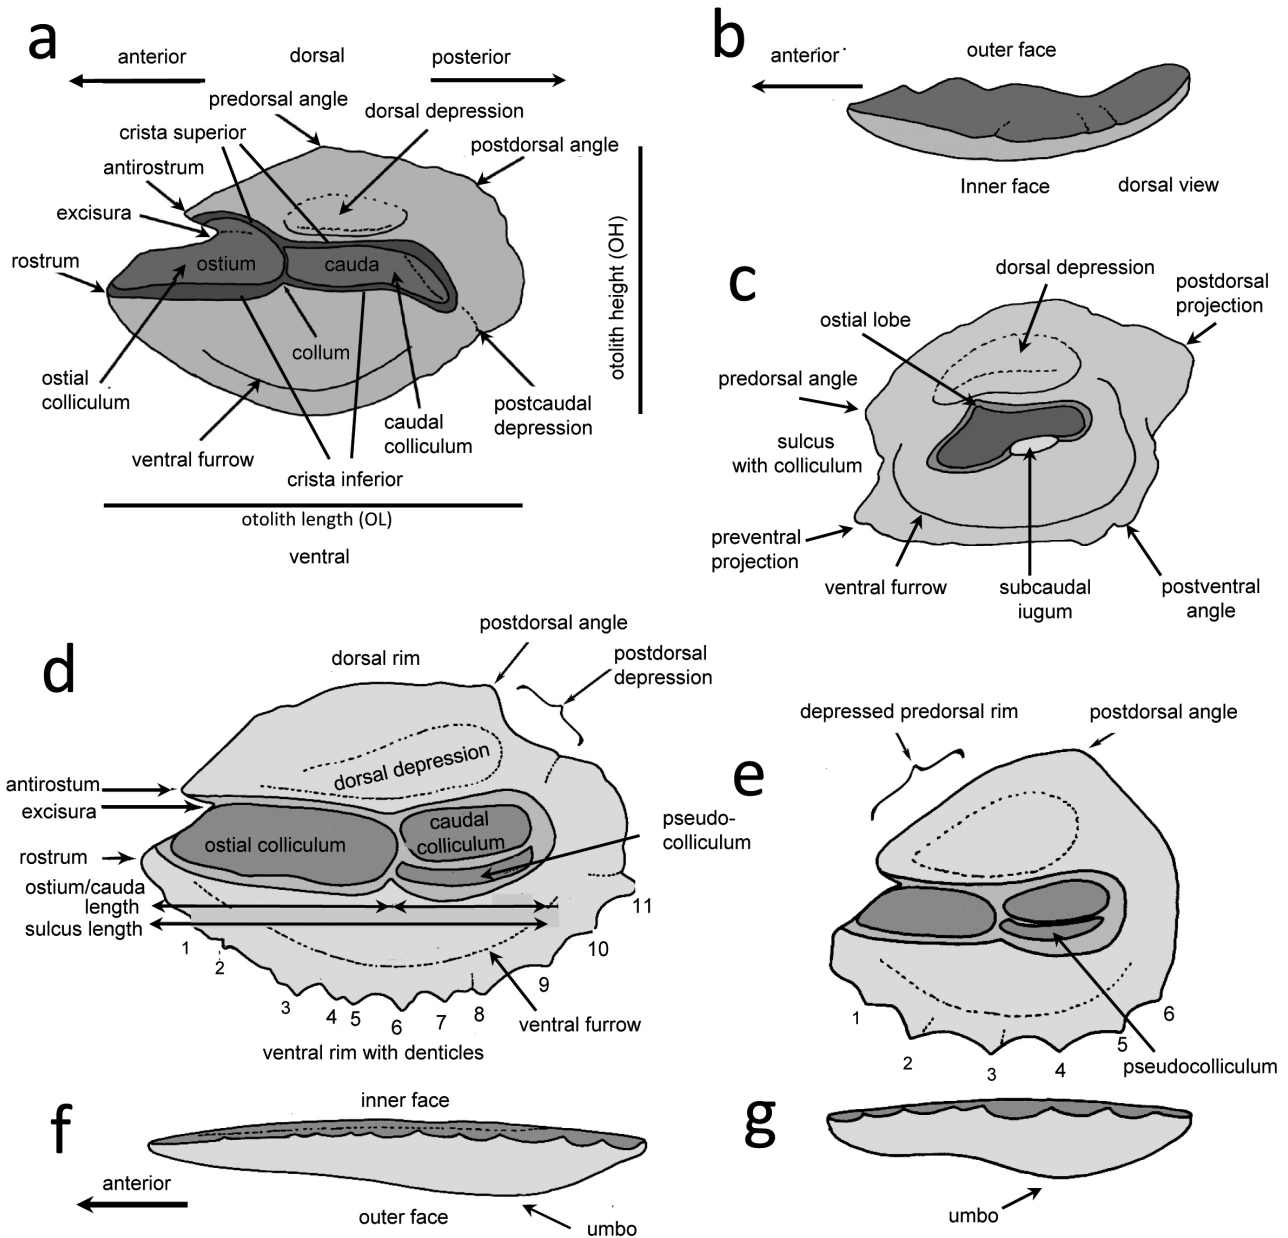 a
anterior
dorsal
posterior
predorsal angle
dorsal depression
crista superior
postdorsal angle
antirostrum
excisura
rostrum
ostium
cauda
otolith height (OH)
collum
ostial
colliculum
caudal
colliculum
postcaudal
depression
ventral furrow
crista inferior
otolith length (OL)
ventral
b
outer face
anterior
Inner face
dorsal view
c
dorsal depression
postdorsal
projection
ostial lobe
predorsal angle
sulcus
with colliculum
preventral
projection
ventral furrow
subcaudal
iugum
postventral
angle
d
postdorsal angle
dorsal rim
postdorsal
depression
dorsal depression
antirostum
excisura
caudal
colliculum
ostial colliculum
pseudo-
colliculum
rostrum
ostium/cauda
length
sulcus length
1
2
3
4
5
6
7
8
9
10
11
ventral furrow
ventral rim with denticles
e
depressed predorsal rim
postdorsal angle
1
2
3
4
5
6
pseudocolliculum
f
inner face
anterior
outer face
umbo
g
umbo